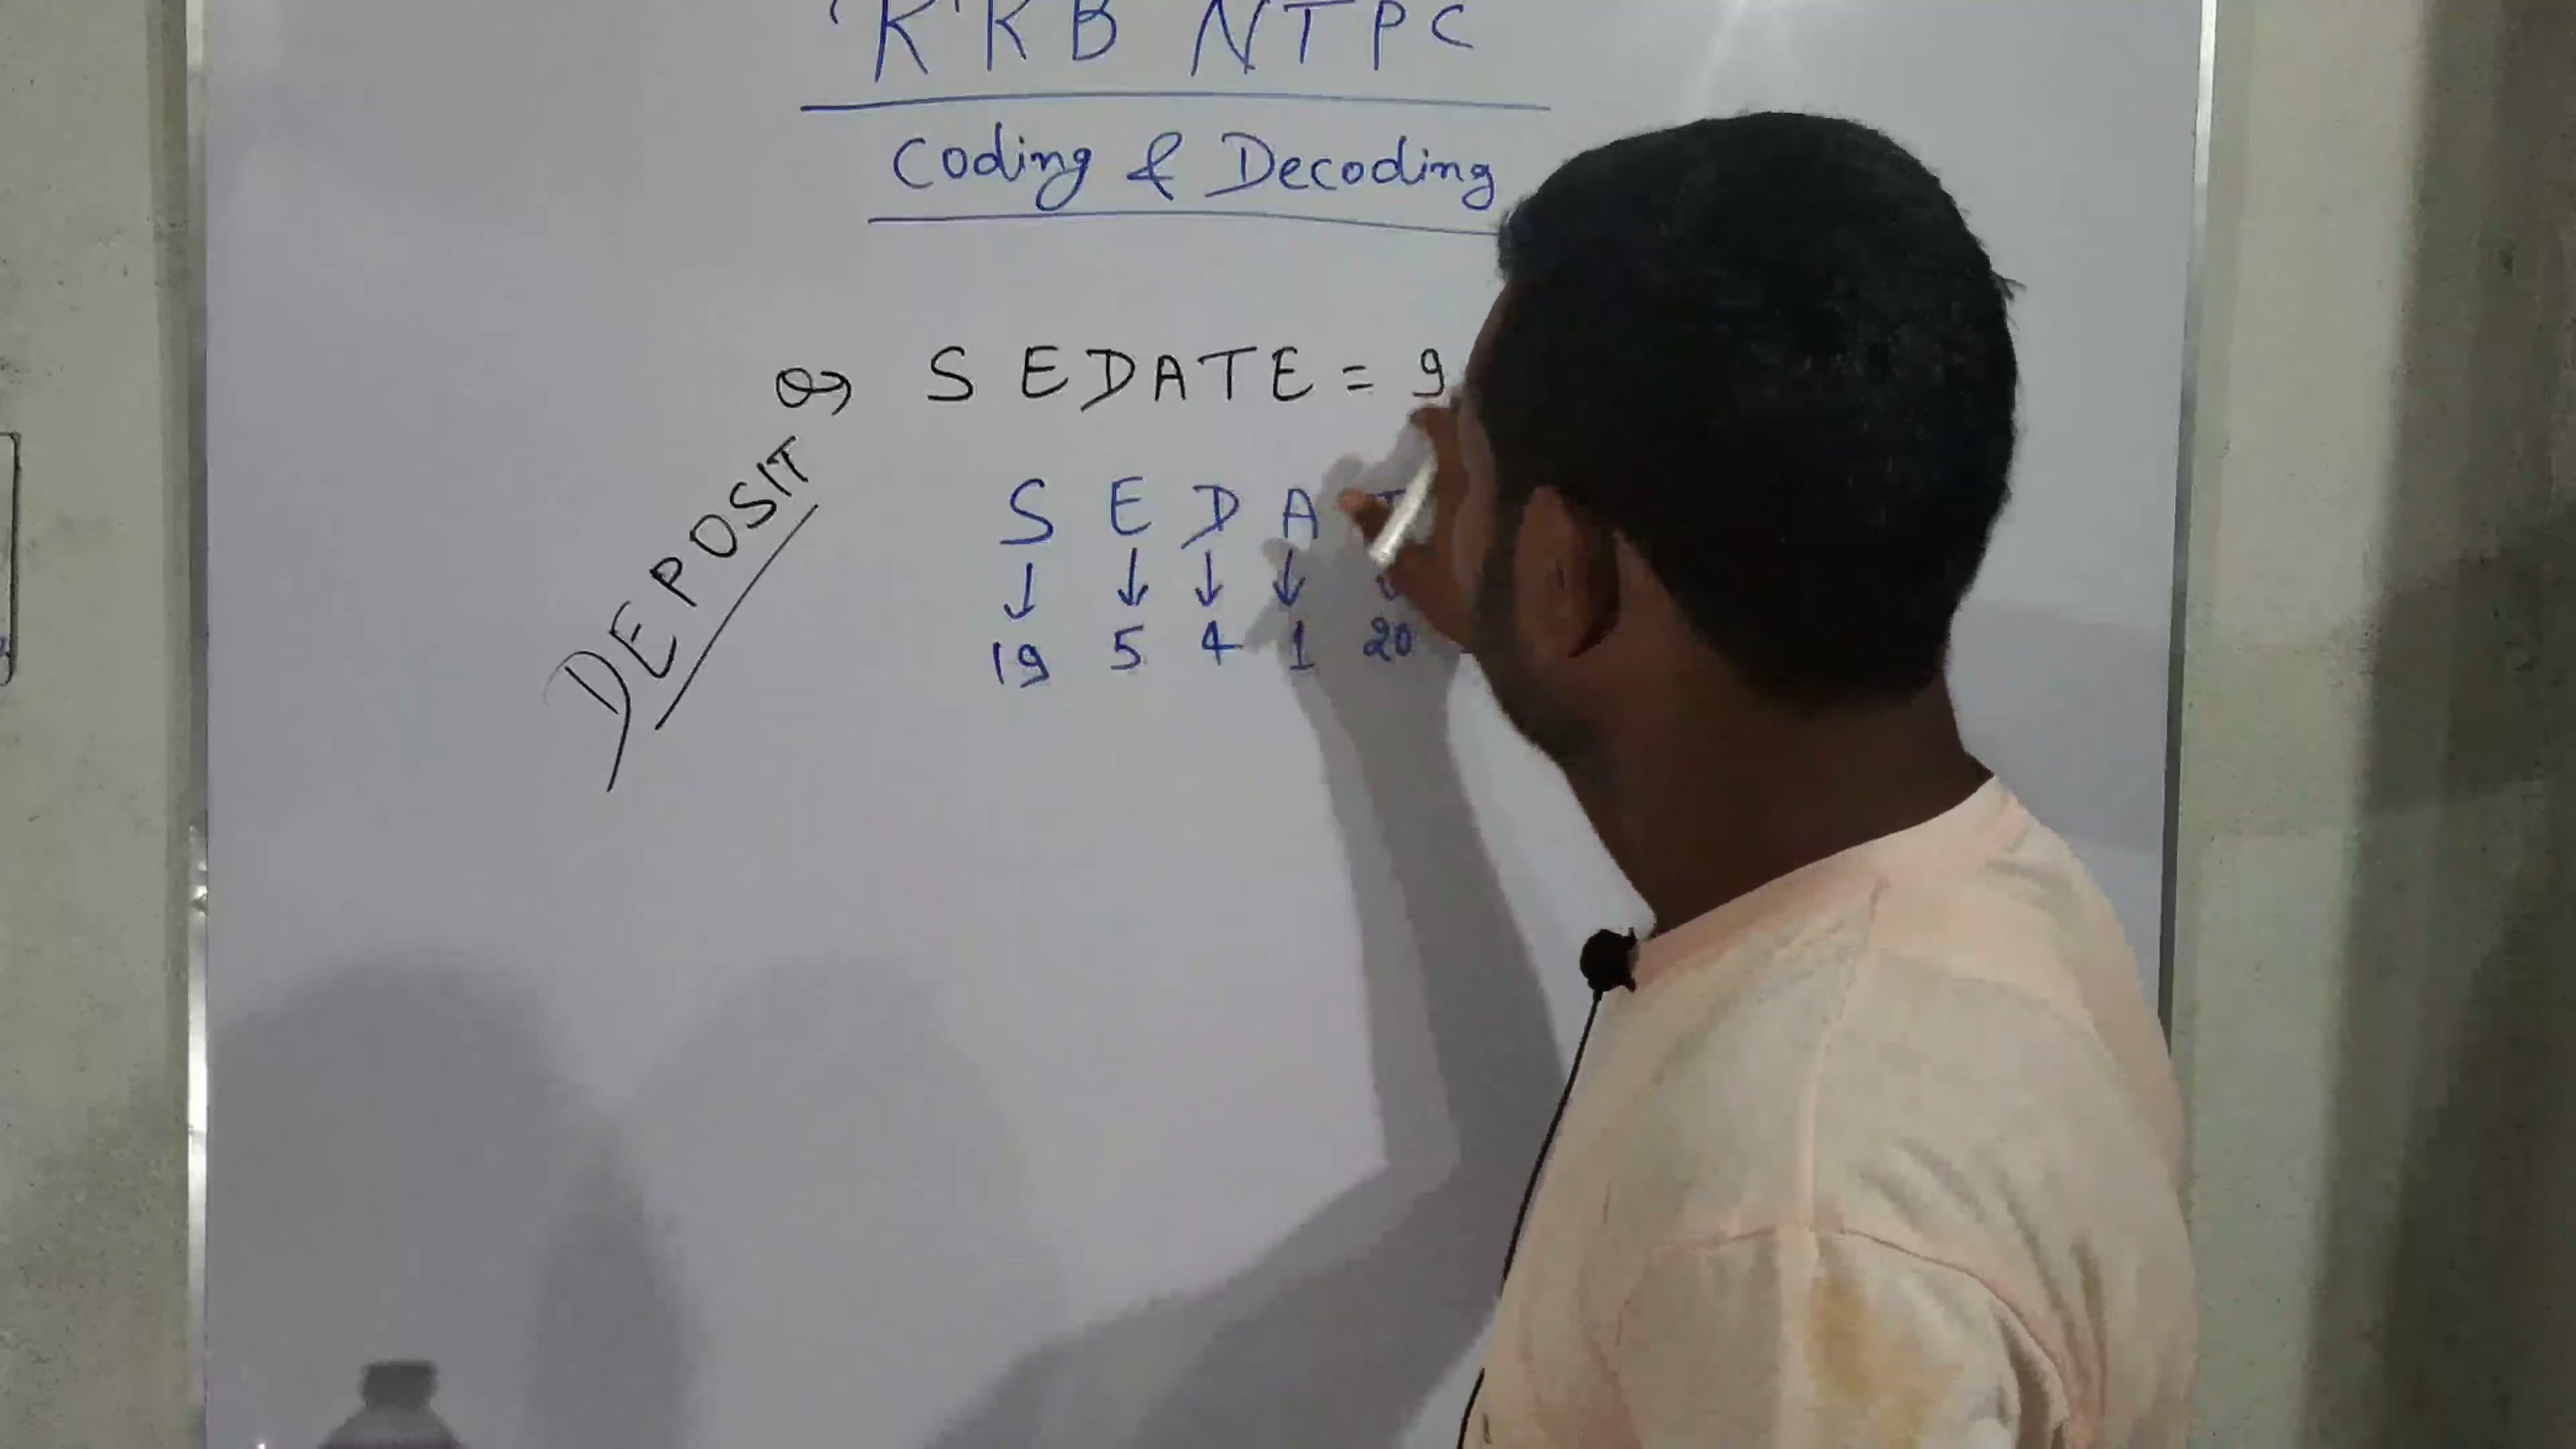 RRB NTPC
Coding & Decoding
Q) SEDATE = 9
DEPOSIT
S E D A T
↓ ↓ ↓ ↓ ↓
19 5 4 1 20